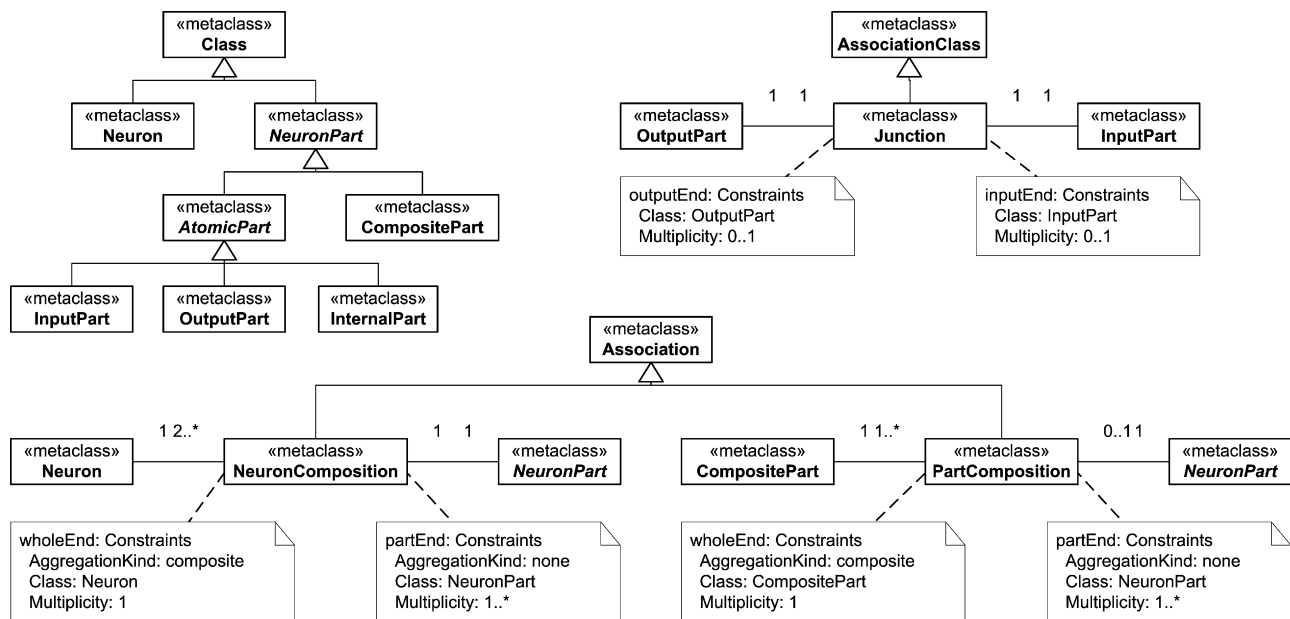 «metaclass»
Class
«metaclass»
Neuron
«metaclass»
NeuronPart
«metaclass»
AtomicPart
«metaclass»
CompositePart
«metaclass»
InputPart
«metaclass»
OutputPart
«metaclass»
InternalPart
«metaclass»
AssociationClass
«metaclass»
OutputPart
1 1
«metaclass»
Junction
1 1
«metaclass»
InputPart
outputEnd: Constraints
Class: OutputPart
Multiplicity: 0..1
inputEnd: Constraints
Class: InputPart
Multiplicity: 0..1
«metaclass»
Association
«metaclass»
Neuron
1 2..*
«metaclass»
NeuronComposition
1 1
«metaclass»
NeuronPart
wholeEnd: Constraints
AggregationKind: composite
Class: Neuron
Multiplicity: 1
partEnd: Constraints
AggregationKind: none
Class: NeuronPart
Multiplicity: 1..*
«metaclass»
CompositePart
1 1..*
«metaclass»
PartComposition
0..1 1
«metaclass»
NeuronPart
wholeEnd: Constraints
AggregationKind: composite
Class: CompositePart
Multiplicity: 1
partEnd: Constraints
AggregationKind: none
Class: NeuronPart
Multiplicity: 1..*